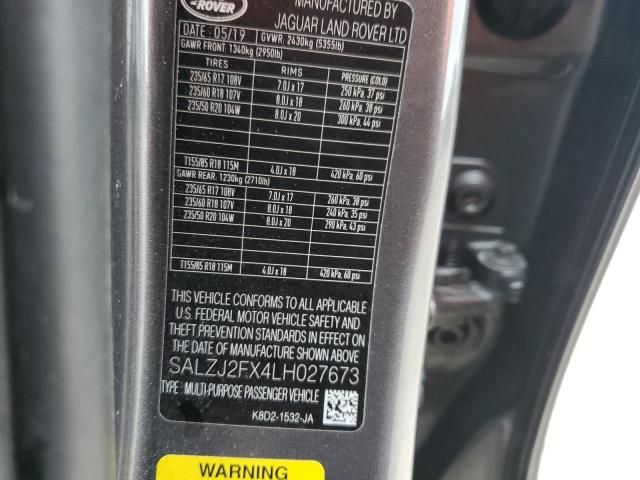 ROVER
MANUFACTURED BY
JAGUAR LAND ROVER LTD
DATE: 05/19 GVWR: 2430kg (5355lb)
GAWR FRONT: 1340kg (2950lb)
TIRES RIMS PRESSURE (COLD)
235/65 R17 108V 7.0J x 17 250 kPa, 37 psi
235/60 R18 107V 8.0J x 18 260 kPa, 38 psi
235/50 R20 104W 8.0J x 20 300 kPa, 44 psi
T155/85 R18 115M 4.0J x 18 420 kPa, 60 psi
GAWR REAR: 1230kg (2710lb)
235/65 R17 108V 7.0J x 17 260 kPa, 38 psi
235/60 R18 107V 8.0J x 18 240 kPa, 35 psi
235/50 R20 104W 8.0J x 20 290 kPa, 43 psi
T155/85 R18 115M 4.0J x 18 420 kPa, 60 psi
THIS VEHICLE CONFORMS TO ALL APPLICABLE
U.S. FEDERAL MOTOR VEHICLE SAFETY AND
THEFT PREVENTION STANDARDS IN EFFECT ON
THE DATE OF MANUFACTURE SHOWN ABOVE.
SALZJ2FX4LH027673
TYPE: MULTI-PURPOSE PASSENGER VEHICLE
K8D2-1532-JA
WARNING